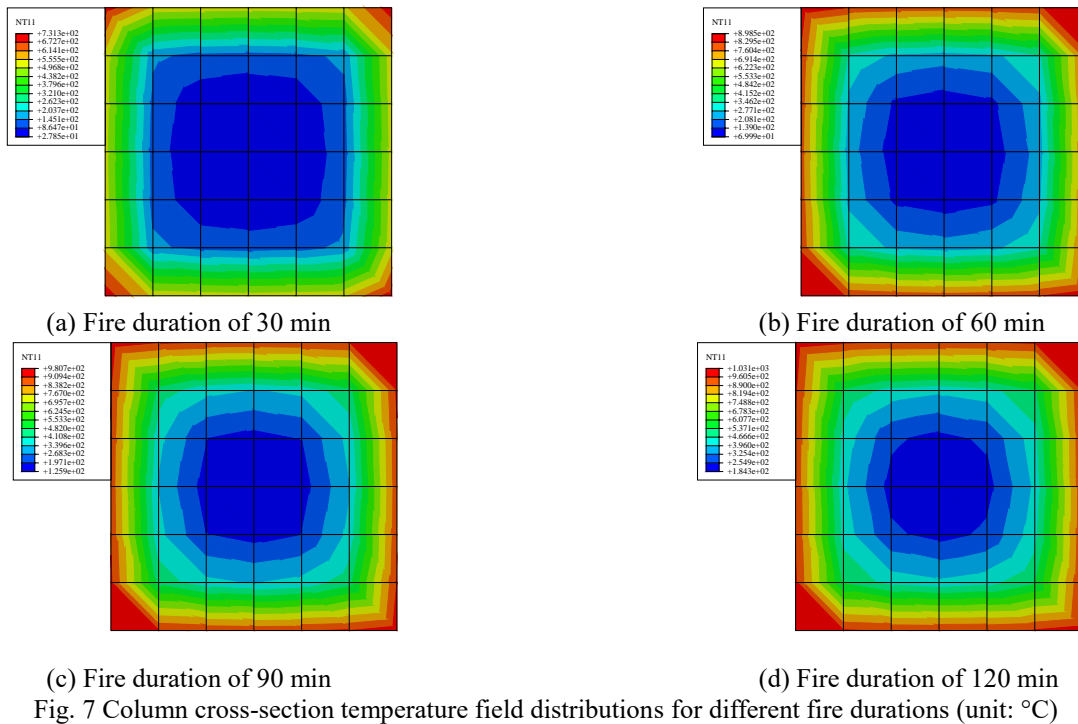 NT11
+7.313e+02
+6.727e+02
+6.141e+02
+5.555e+02
+4.968e+02
+4.382e+02
+3.796e+02
+3.210e+02
+2.623e+02
+2.037e+02
+1.451e+02
+8.647e+01
+2.785e+01
NT11
+8.985e+02
+8.295e+02
+7.604e+02
+6.914e+02
+6.223e+02
+5.533e+02
+4.842e+02
+4.152e+02
+3.462e+02
+2.771e+02
+2.081e+02
+1.390e+02
+6.999e+01
(a) Fire duration of 30 min
(b) Fire duration of 60 min
NT11
+9.807e+02
+9.094e+02
+8.382e+02
+7.670e+02
+6.957e+02
+6.245e+02
+5.533e+02
+4.820e+02
+4.108e+02
+3.396e+02
+2.683e+02
+1.971e+02
+1.259e+02
NT11
+1.031e+03
+9.605e+02
+8.900e+02
+8.194e+02
+7.488e+02
+6.783e+02
+6.077e+02
+5.371e+02
+4.666e+02
+3.960e+02
+3.254e+02
+2.549e+02
+1.843e+02
(c) Fire duration of 90 min
(d) Fire duration of 120 min
Fig. 7 Column cross-section temperature field distributions for different fire durations (unit: °C)